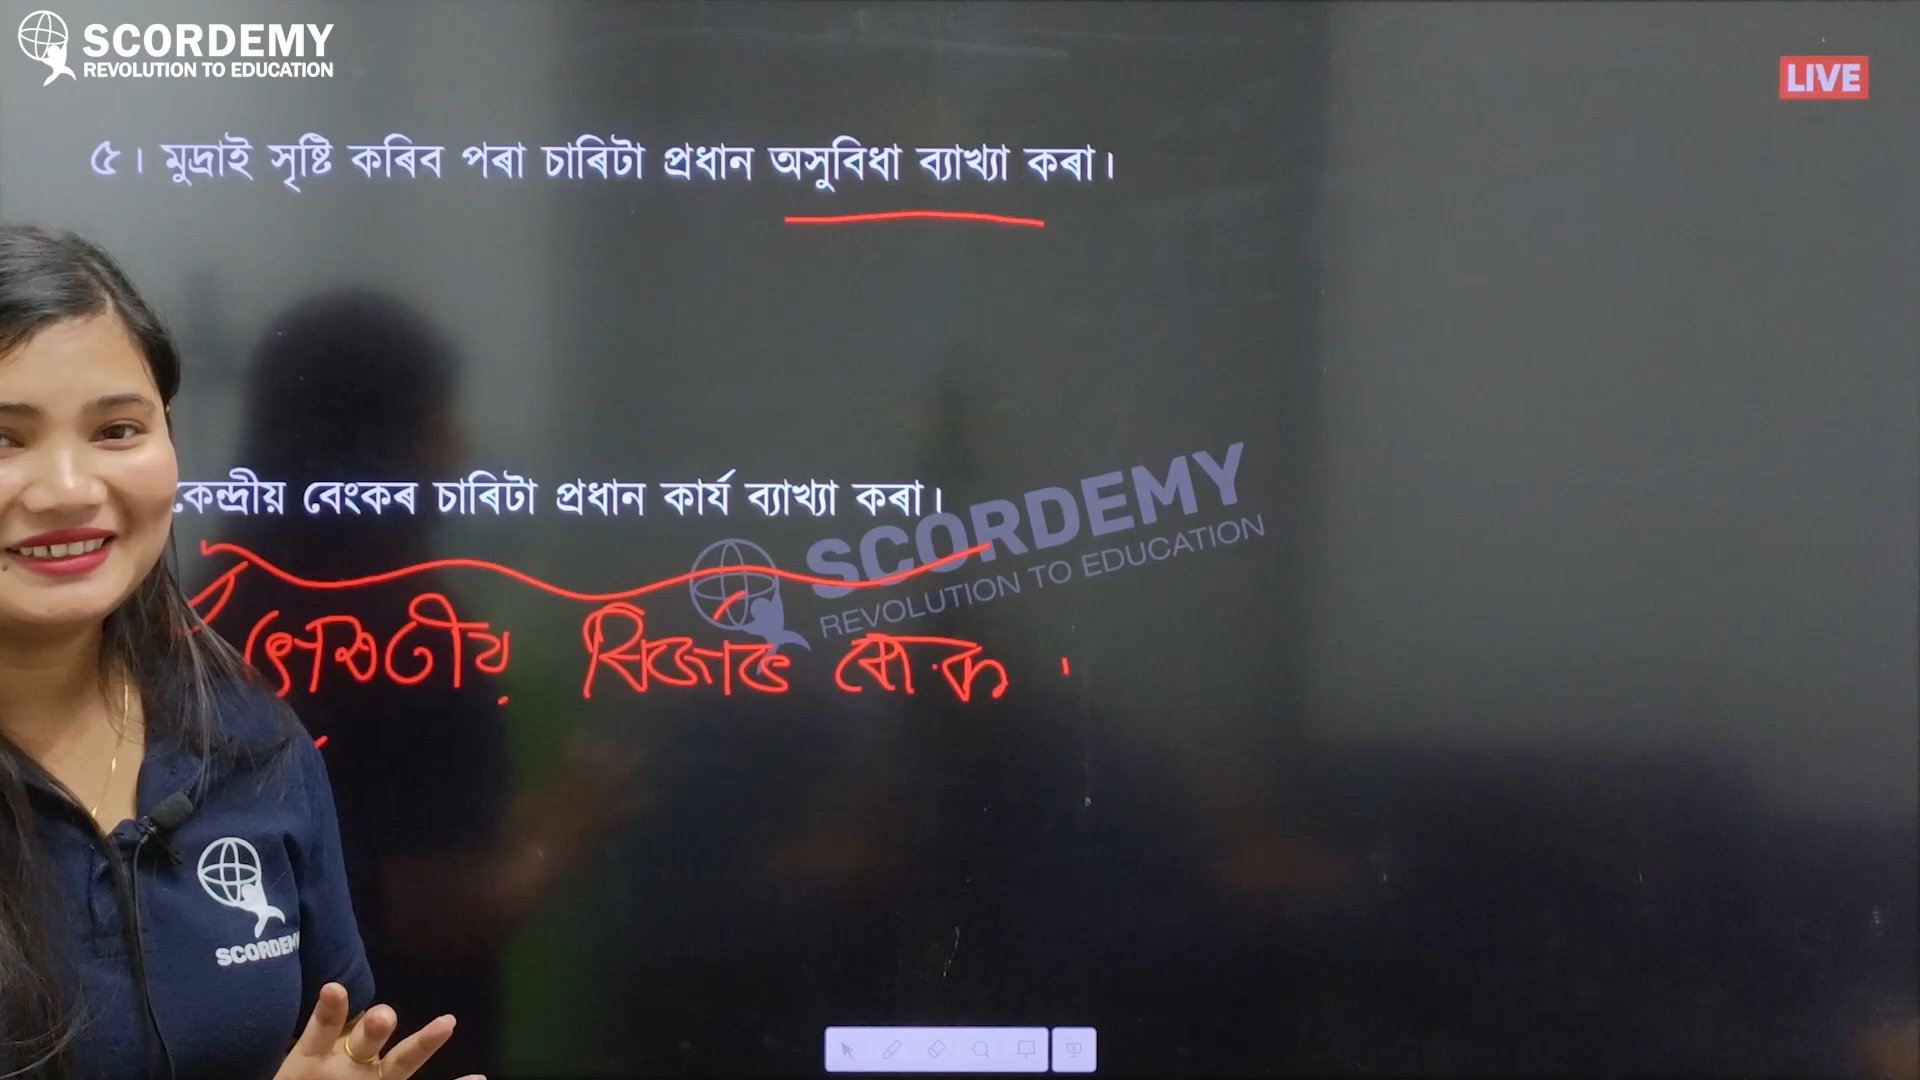 SCORDEMY
REVOLUTION TO EDUCATION
LIVE
৫। মুদ্ৰাই সৃষ্টি কৰিব পৰা চাৰিটা প্ৰধান অসুবিধা ব্যাখ্যা কৰা।
কেন্দ্ৰীয় বেংকৰ চাৰিটা প্ৰধান কাৰ্য ব্যাখ্যা কৰা।
SCORDEMY
REVOLUTION TO EDUCATION
ভাৰতীয় ৰিজাৰ্ভ বেংক ।
SCORDEMY